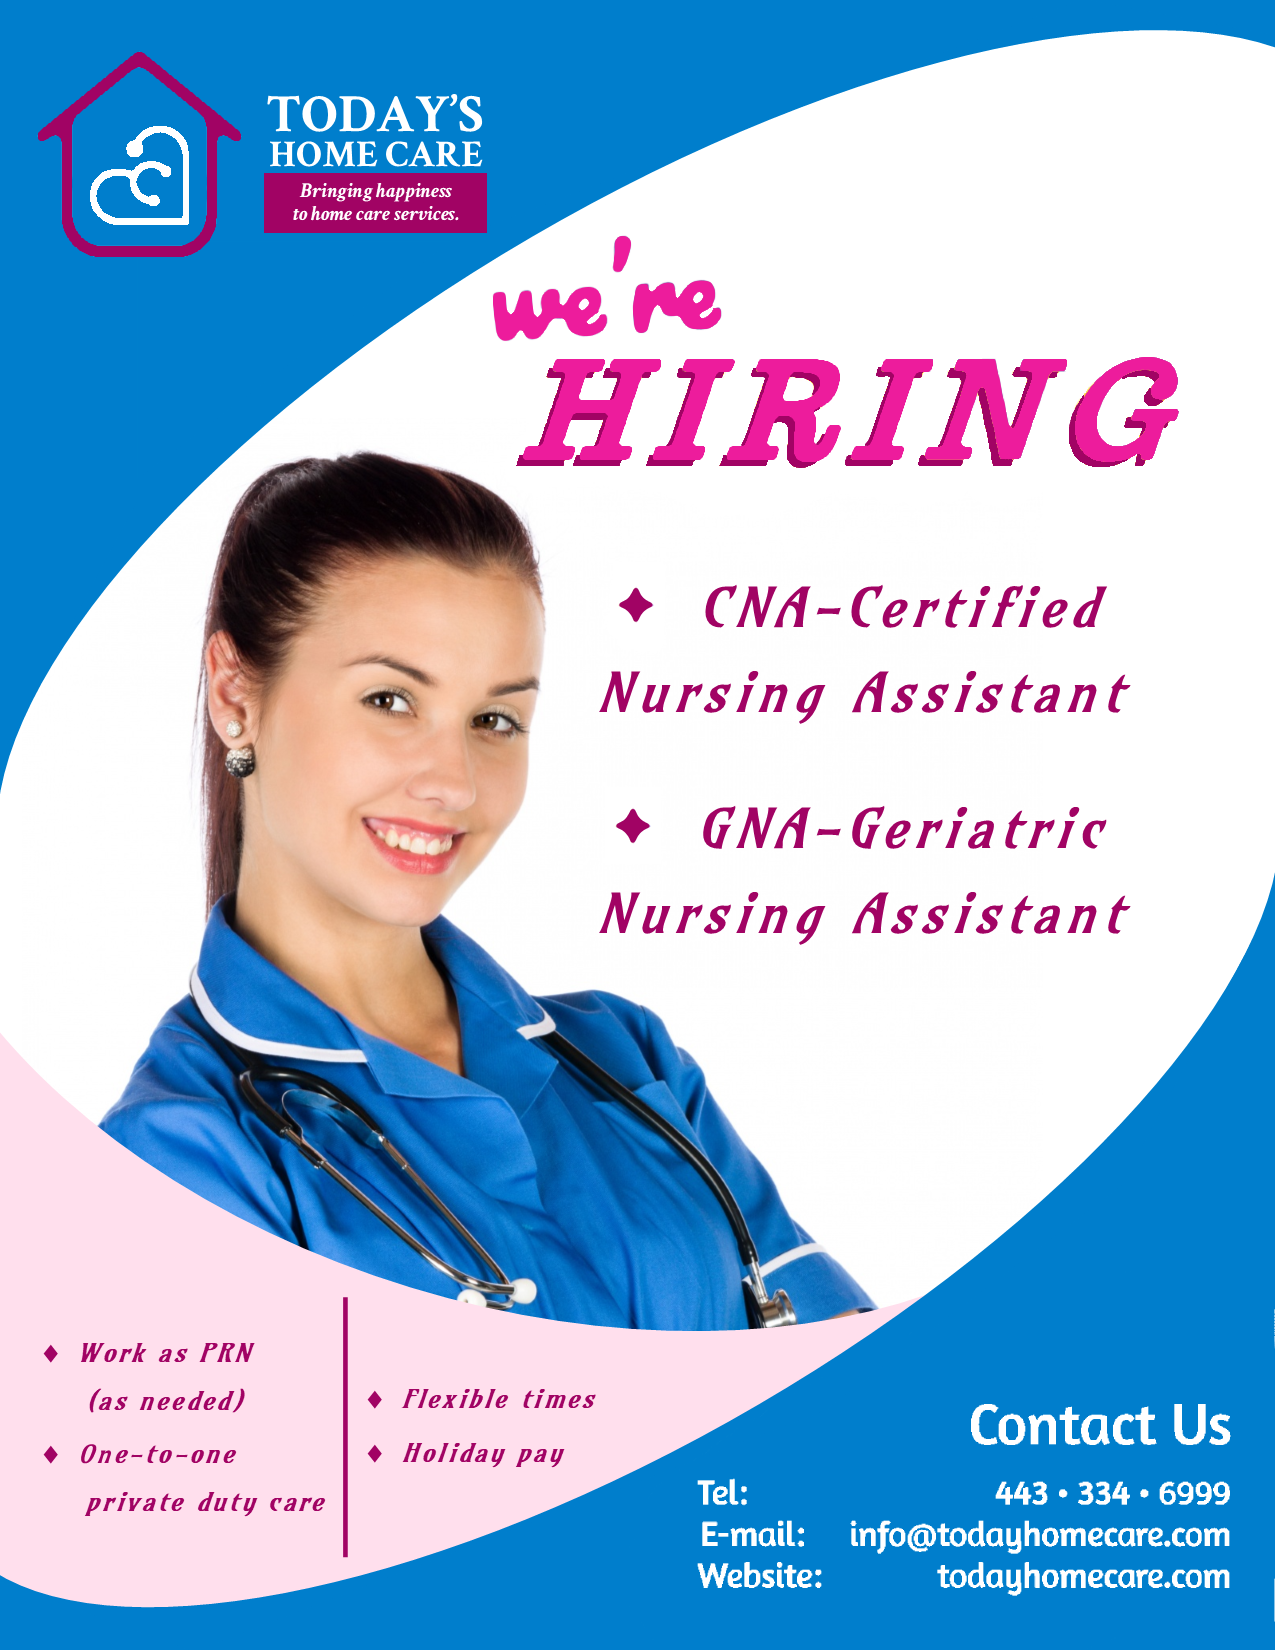 TODAY'S
HOME CARE
Bringing happiness
to home care services.
we're
HIRING
✦ CNA-Certified
Nursing Assistant
✦ GNA-Geriatric
Nursing Assistant
♦ Work as PRN
(as needed)
♦ One-to-one
private duty care
♦ Flexible times
♦ Holiday pay
Contact Us
Tel: 443 • 334 • 6999
E-mail: info@todayhomecare.com
Website: todayhomecare.com